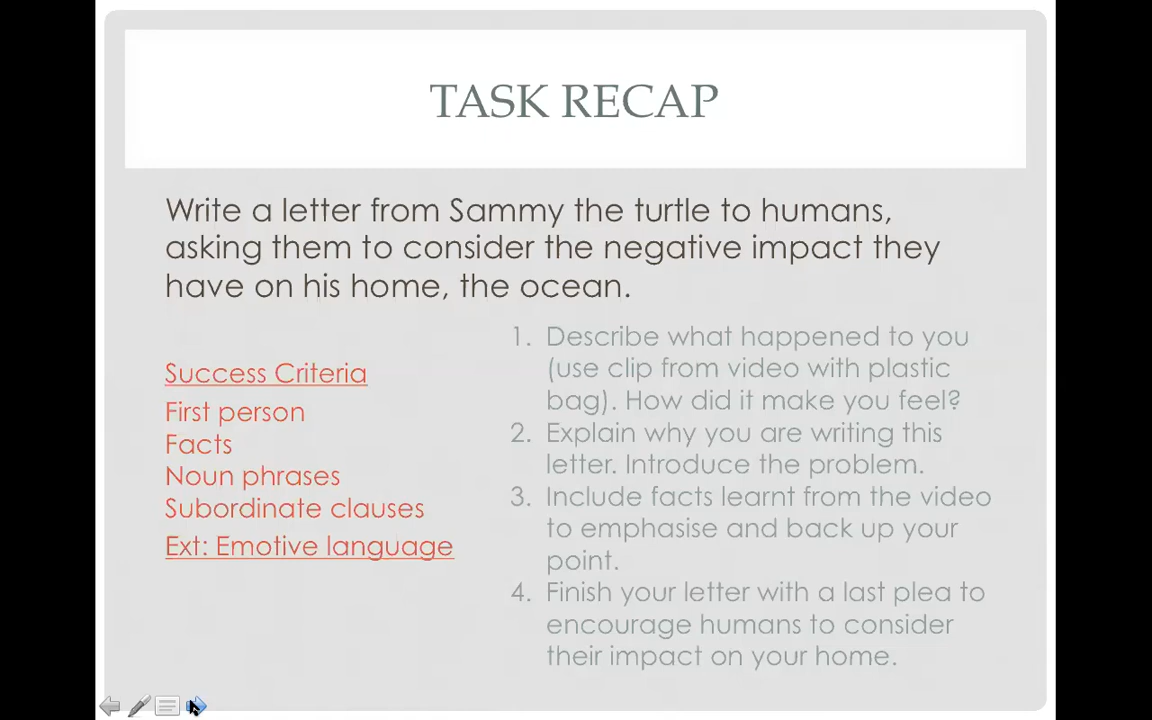 TASK RECAP
Write a letter from Sammy the turtle to humans,
asking them to consider the negative impact they
have on his home, the ocean.
Success Criteria
First person
Facts
Noun phrases
Subordinate clauses
Ext: Emotive language
1. Describe what happened to you
(use clip from video with plastic
bag). How did it make you feel?
2. Explain why you are writing this
letter. Introduce the problem.
3. Include facts learnt from the video
to emphasise and back up your
point.
4. Finish your letter with a last plea to
encourage humans to consider
their impact on your home.